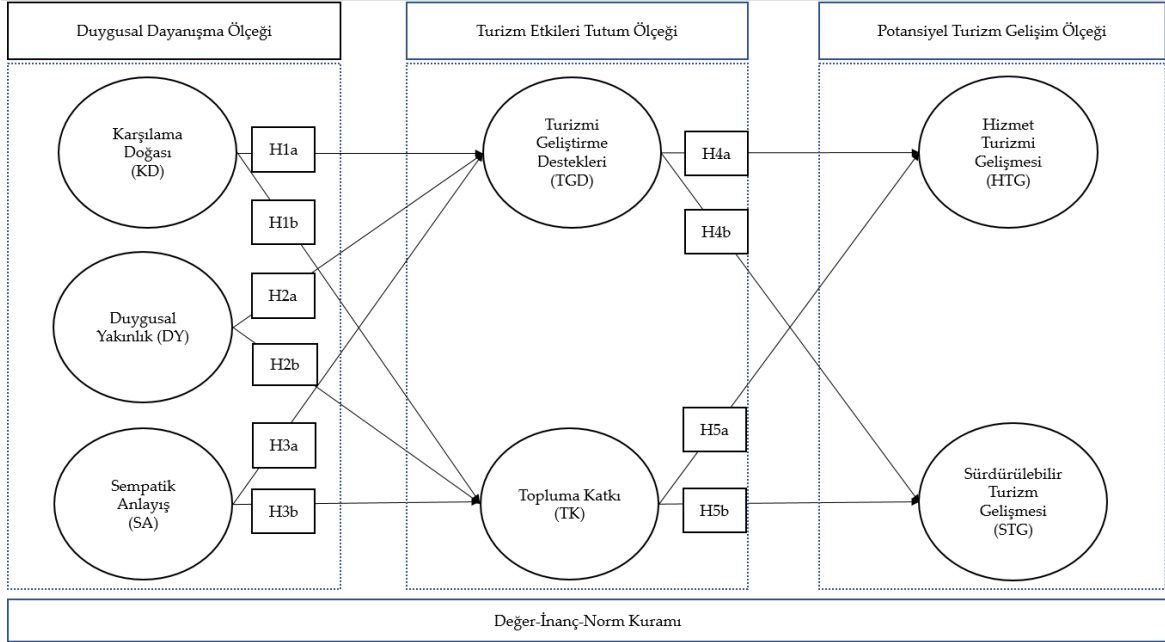 Duygusal Dayanışma Ölçeği
Turizm Etkileri Tutum Ölçeği
Potansiyel Turizm Gelişim Ölçeği
Karşılama
Doğası
(KD)
H1a
H1b
Turizmi
Geliştirme
Destekleri
(TGD)
H4a
H4b
Hizmet
Turizmi
Gelişmesi
(HTG)
Duygusal
Yakınlık (DY)
H2a
H2b
Sempatik
Anlayış
(SA)
H3a
H3b
Topluma Katkı
(TK)
H5a
H5b
Sürdürülebilir
Turizm
Gelişmesi
(STG)
Değer-İnanç-Norm Kuramı